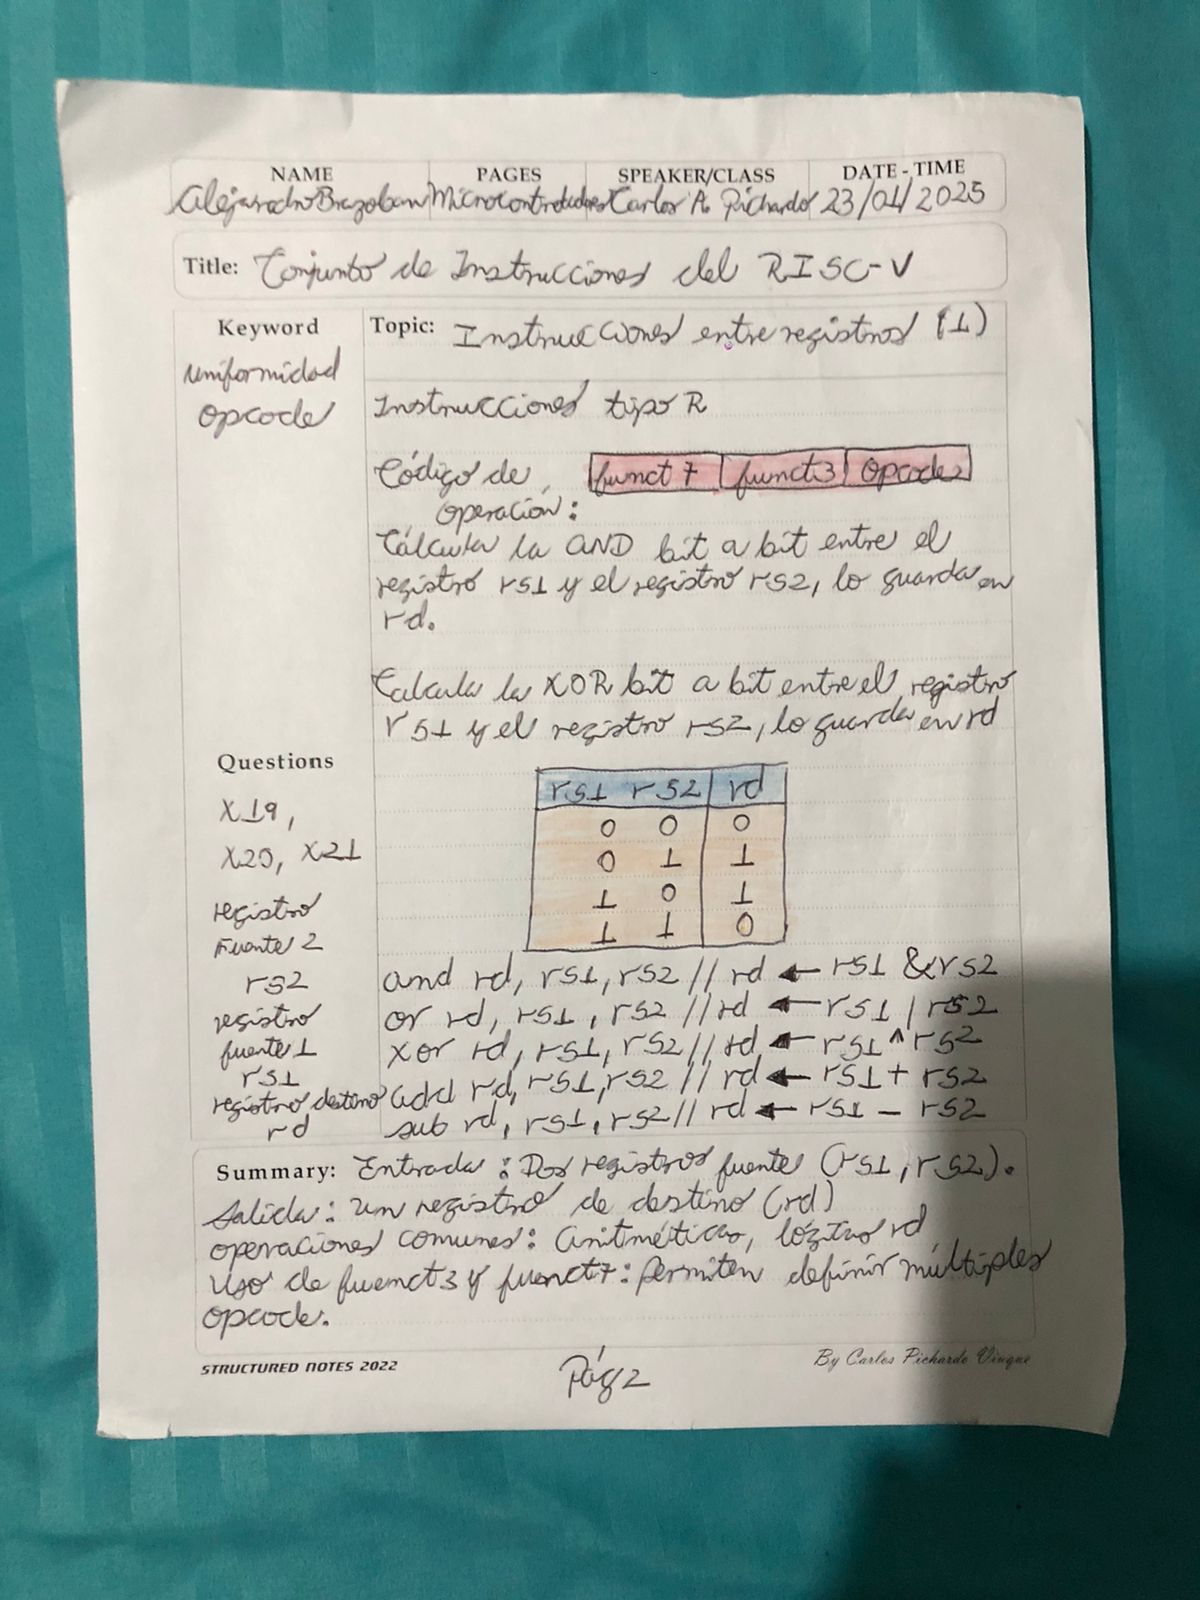 NAME PAGES SPEAKER/CLASS DATE - TIME
Alejandro Brazoban Microcontroladores Carlos A. Pichardo 23/01/2025
Title: Conjunto de Instrucciones del RISC-V
Keyword
uniformidad
Opcode
Topic: Instrucciones entre registros (1)
Instrucciones tipo R
Código de
operación:
funct7 funct3 Opcode
Cálcula la AND bit a bit entre el
registro rs1 y el registro rs2, lo guarda en
rd.
Calcula la XOR bit a bit entre el registro
rs1 y el registro rs2, lo guarda en rd
rs1 rs2 rd
0 0 0
0 1 1
1 0 1
1 1 0
and rd, rs1, rs2 // rd ← rs1 & rs2
or rd, rs1, rs2 // rd ← rs1 | rs2
xor rd, rs1, rs2 // rd ← rs1 ^ rs2
add rd, rs1, rs2 // rd ← rs1 + rs2
sub rd, rs1, rs2 // rd ← rs1 - rs2
Questions
x19,
x20, x21
registro
fuente 2
rs2
registro
fuente 1
rs1
registro destino
rd
Summary: Entrada: Dos registros fuente (rs1, rs2).
Salida: un registro de destino (rd)
operaciones comunes: aritmética, rd
Uso de fuemct3 y fuenct7: permiten definir múltiples
opcode.
STRUCTURED NOTES 2022
Pág 2
By Carlos Pichardo Viuque